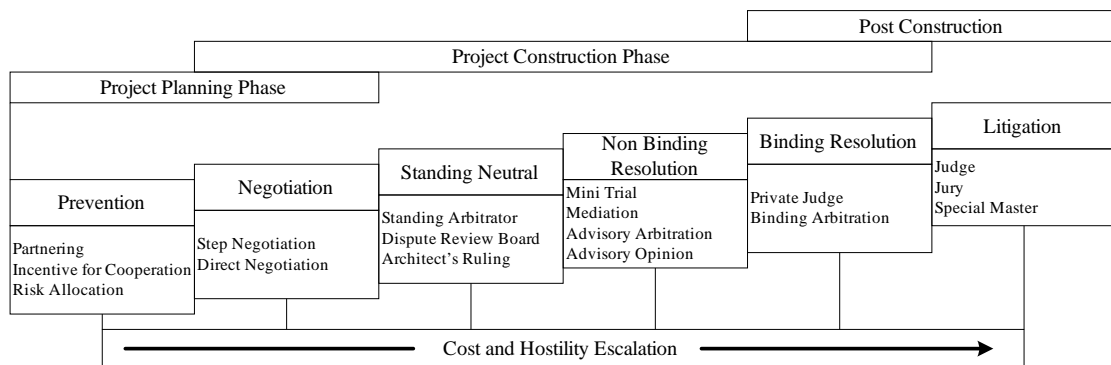 Post Construction
Project Construction Phase
Project Planning Phase
Prevention
Partnering
Incentive for Cooperation
Risk Allocation
Negotiation
Step Negotiation
Direct Negotiation
Standing Neutral
Standing Arbitrator
Dispute Review Board
Architect's Ruling
Non Binding
Resolution
Mini Trial
Mediation
Advisory Arbitration
Advisory Opinion
Binding Resolution
Private Judge
Binding Arbitration
Litigation
Judge
Jury
Special Master
Cost and Hostility Escalation